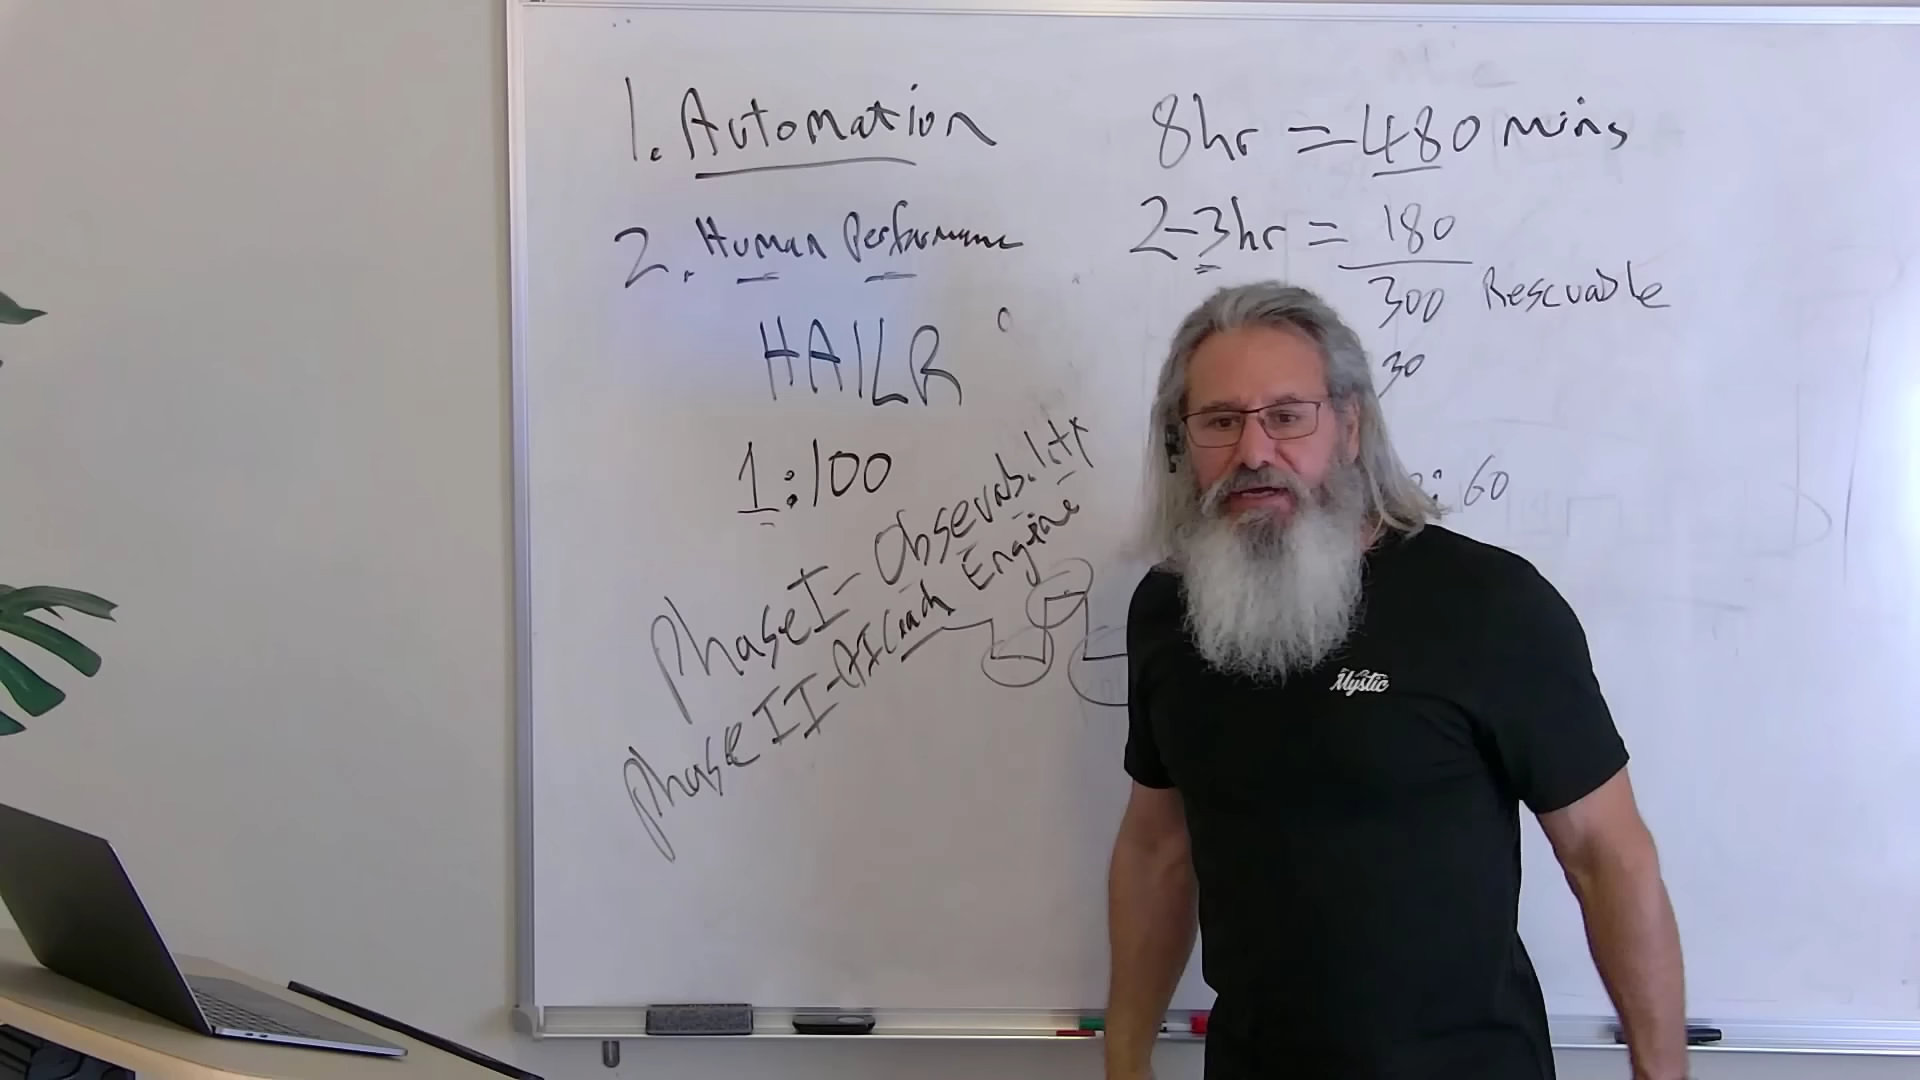 1. Automation
2. Human Performance
HAILR
1:100
Phase I - Observability
Phase II - AI Coach Engine
8hr = 480 mins
2-3hr = 180
300 Rescuable
30
: 60
Mystic